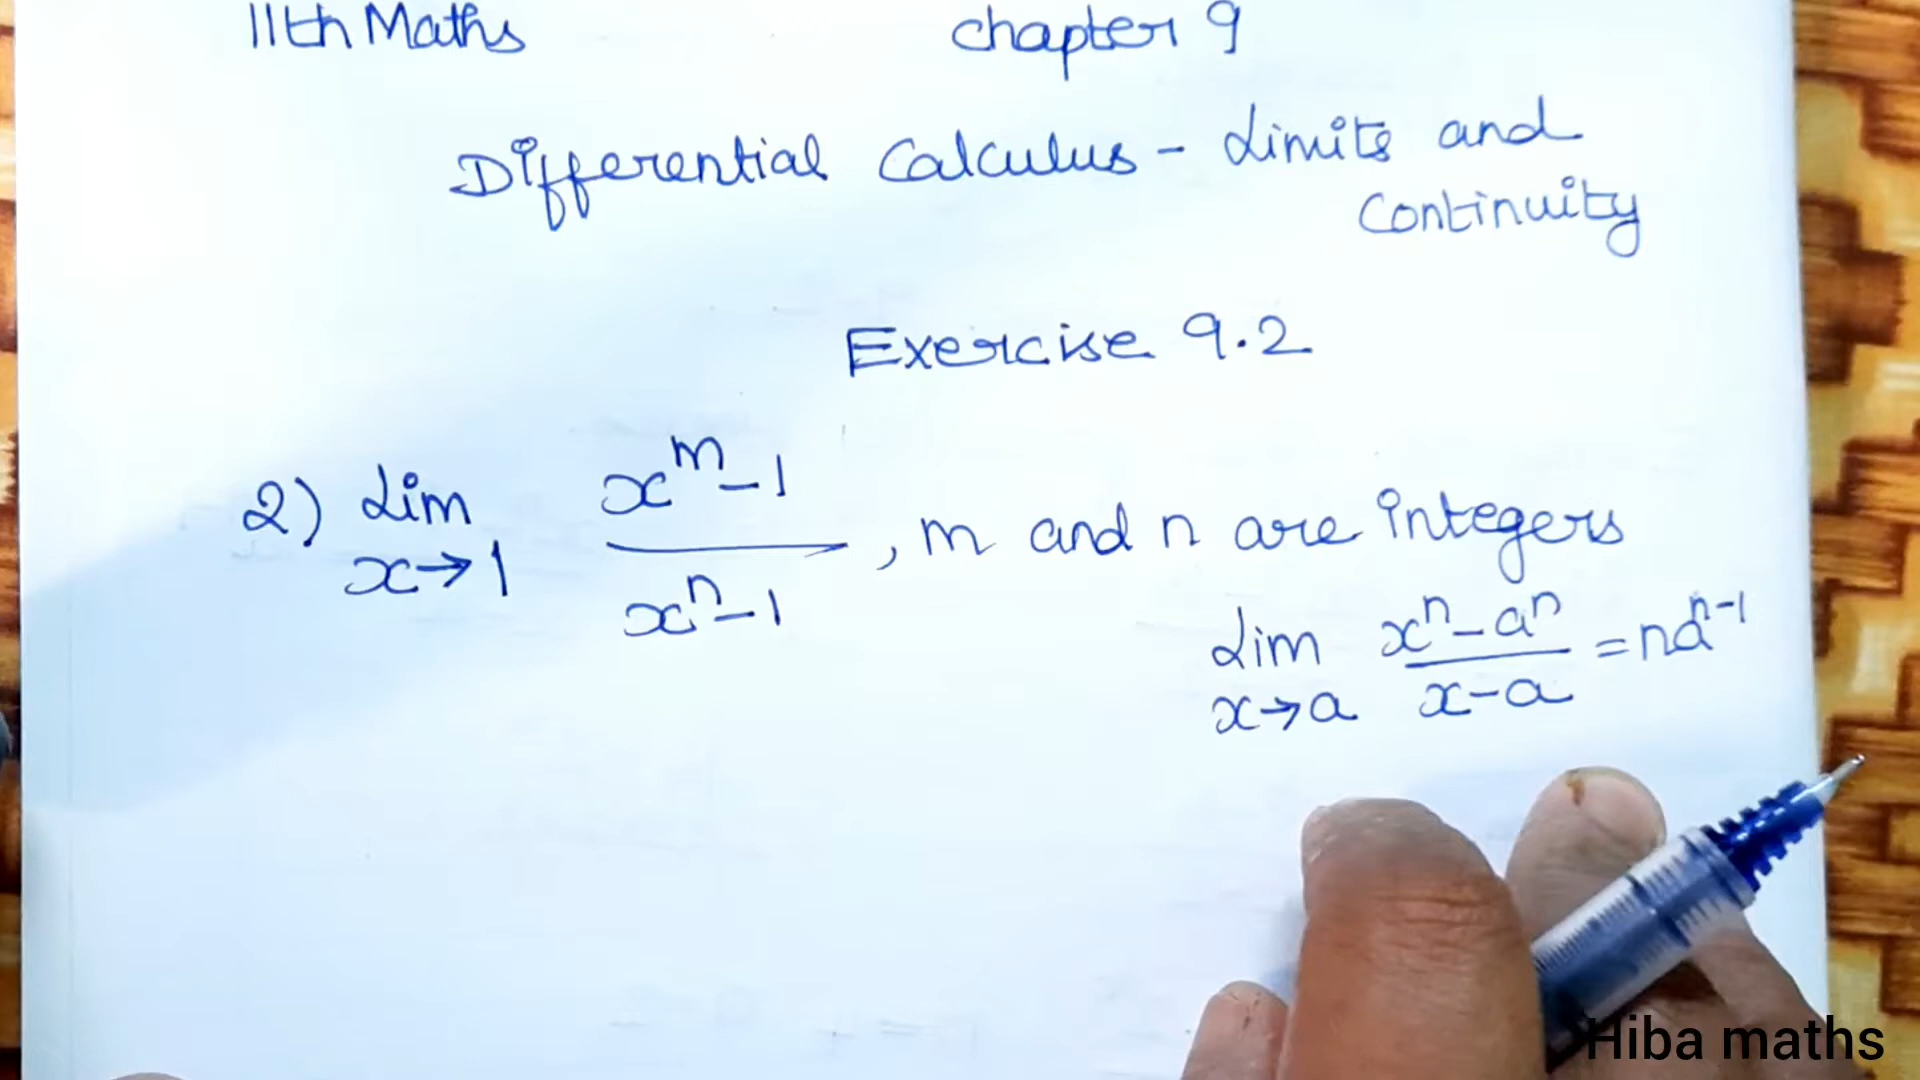 11th Maths chapter 9
Differential Calculus - Limits and
Continuity
Exercise 9.2
2) Lim x→1 (x^m - 1)/(x^n - 1), m and n are integers
Lim x→a (x^n - a^n)/(x - a) = na^(n-1)
Hiba maths